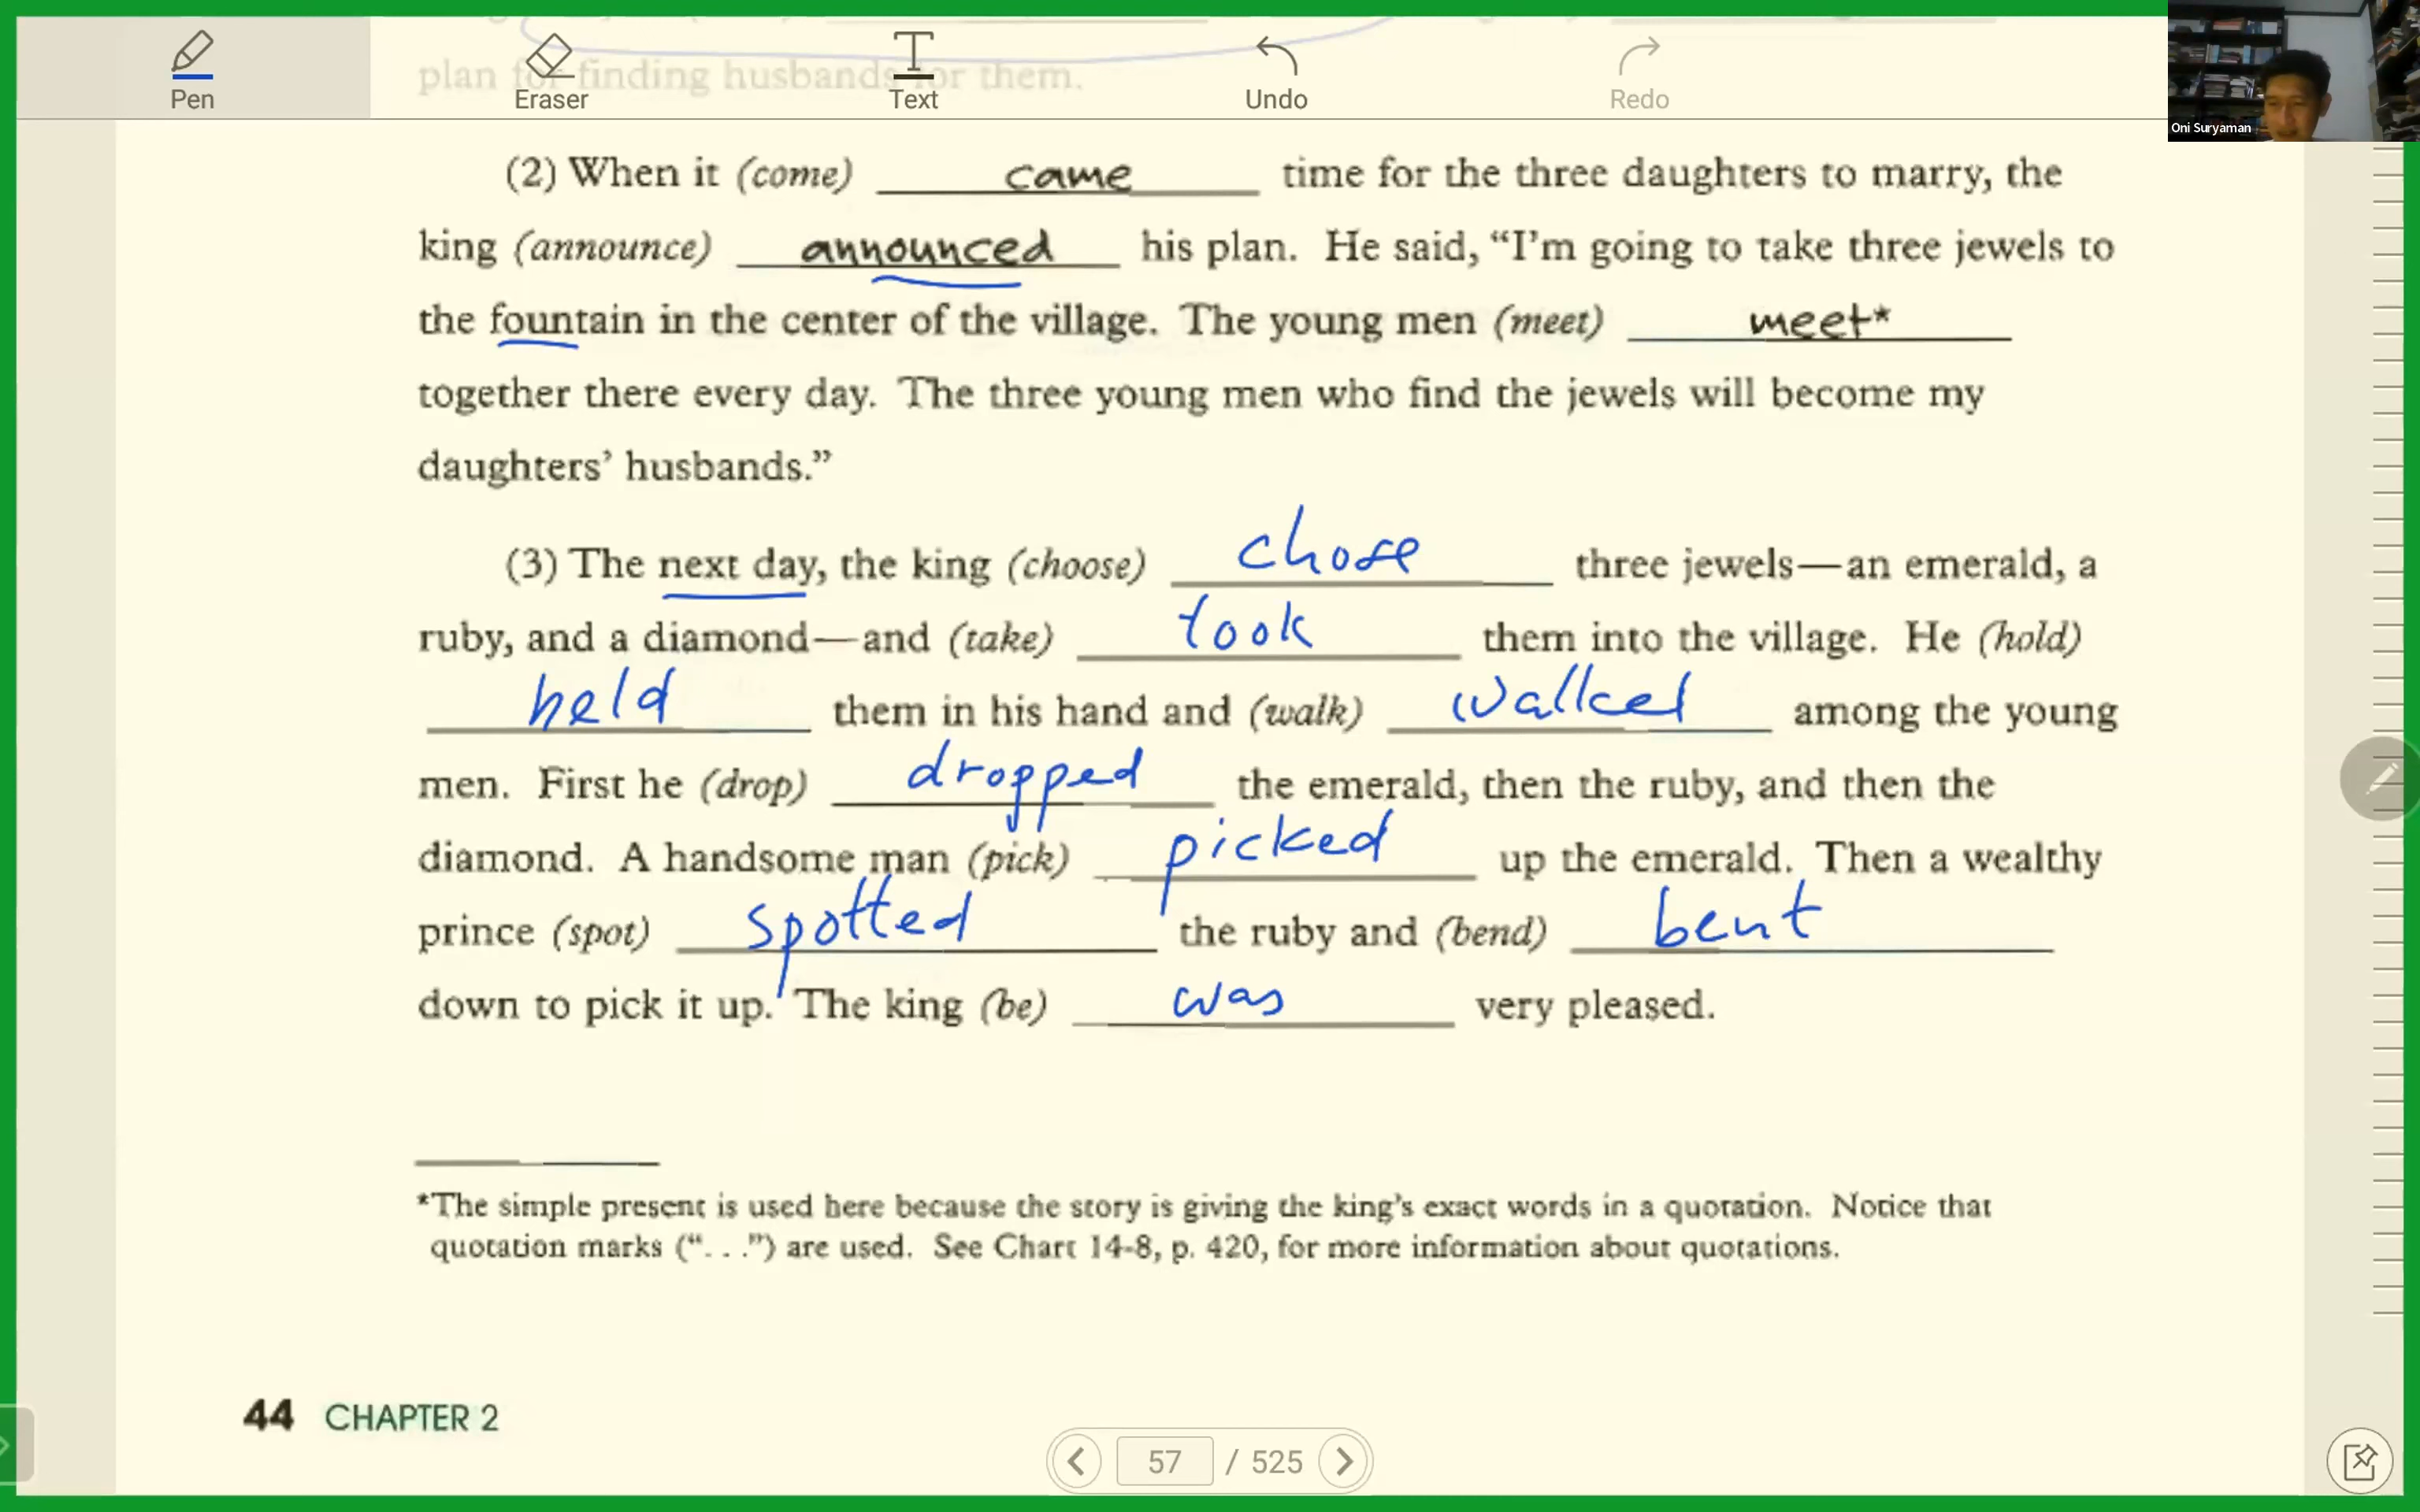 plan for finding husbands for them.
Pen
Eraser
Text
Undo
Redo
Oni Suryaman
(2) When it (come) came time for the three daughters to marry, the
king (announce) announced his plan. He said, “I’m going to take three jewels to
the fountain in the center of the village. The young men (meet) meet*
together there every day. The three young men who find the jewels will become my
daughters’ husbands.”
(3) The next day, the king (choose) chose three jewels—an emerald, a
ruby, and a diamond—and (take) took them into the village. He (hold)
held them in his hand and (walk) walked among the young
men. First he (drop) dropped the emerald, then the ruby, and then the
diamond. A handsome man (pick) picked up the emerald. Then a wealthy
prince (spot) spotted the ruby and (bend) bent
down to pick it up. The king (be) was very pleased.
*The simple present is used here because the story is giving the king’s exact words in a quotation. Notice that
quotation marks (“. . .”) are used. See Chart 14-8, p. 420, for more information about quotations.
44 CHAPTER 2
57 / 525